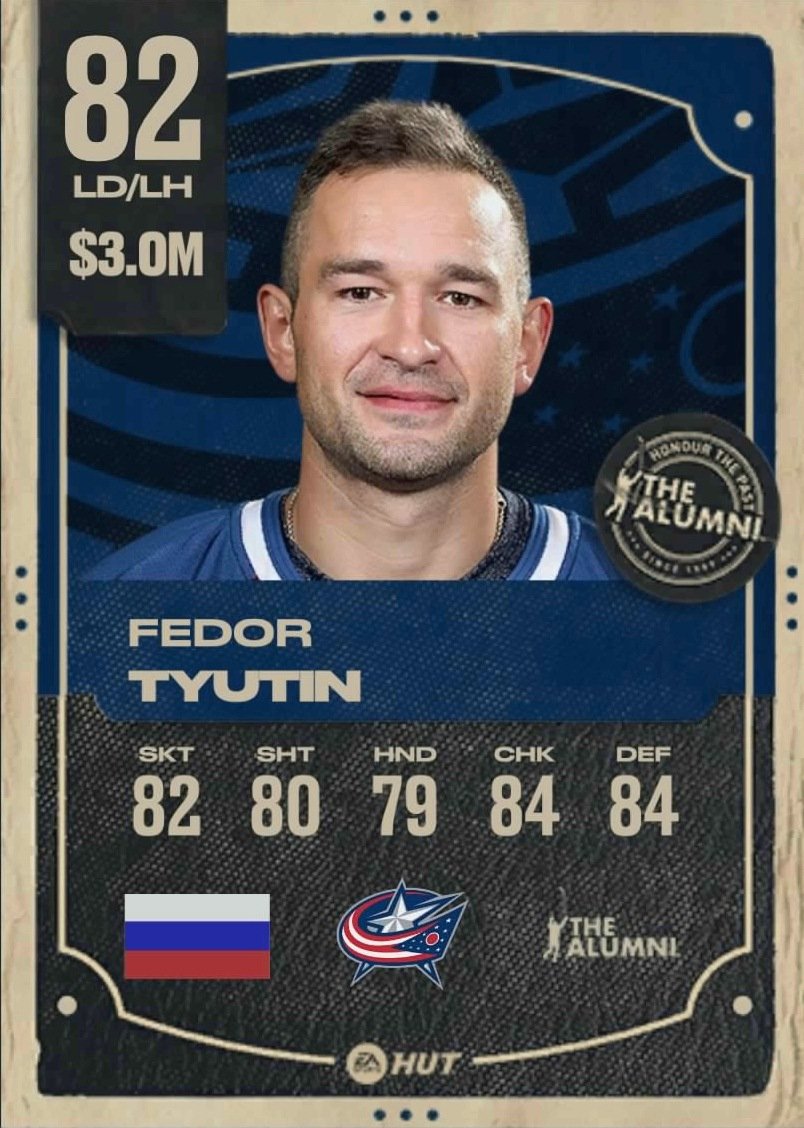 82
LD/LH
$3.0M
HONOUR THE PAST
THE
ALUMNI
FEDOR
TYUTIN
SKT SHT HND CHK DEF
82 80 79 84 84
THE
ALUMNI
EA
HUT